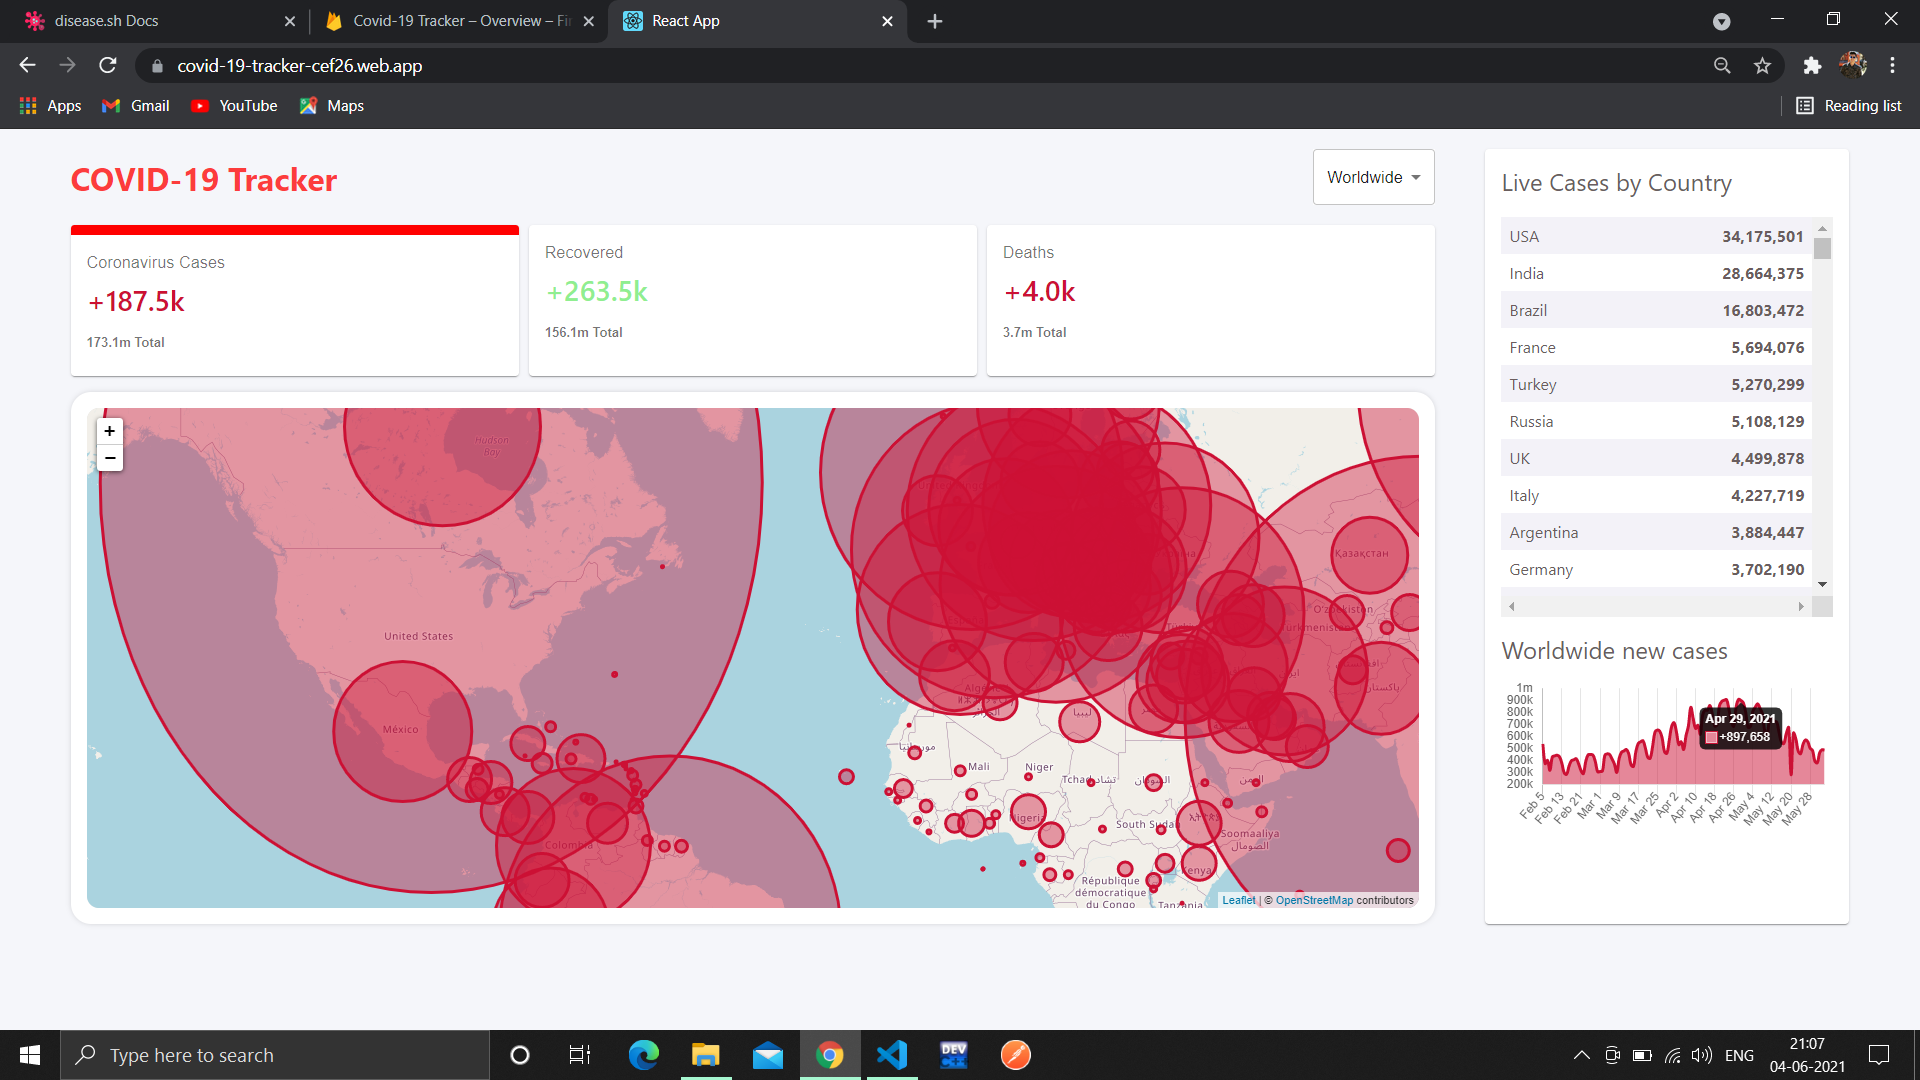 disease.sh Docs
Covid-19 Tracker – Overview – Fi
React App
covid-19-tracker-cef26.web.app
Apps
Gmail
YouTube
Maps
Reading list
COVID-19 Tracker
Worldwide
Coronavirus Cases
+187.5k
173.1m Total
Recovered
+263.5k
156.1m Total
Deaths
+4.0k
3.7m Total
+
−
Hudson
Bay
United States
México
Colombia
Қазақстан
Türkmenistan
ليبيا
Mali
Niger
Tchad تشاد
السودان
اليمن
Nigeria
South Sudan
Soomaaliya
الصومال
Kenya
République
démocratique
du Congo
Tanzania
Leaflet | © OpenStreetMap contributors
Live Cases by Country
USA 34,175,501
India 28,664,375
Brazil 16,803,472
France 5,694,076
Turkey 5,270,299
Russia 5,108,129
UK 4,499,878
Italy 4,227,719
Argentina 3,884,447
Germany 3,702,190
Worldwide new cases
1m
900k
800k
700k
600k
500k
400k
300k
200k
Apr 29, 2021
+897,658
Feb 5
Feb 13
Feb 21
Mar 1
Mar 9
Mar 17
Mar 25
Apr 2
Apr 10
Apr 18
Apr 26
May 4
May 12
May 20
May 28
Type here to search
DEV
C++
ENG
21:07
04-06-2021